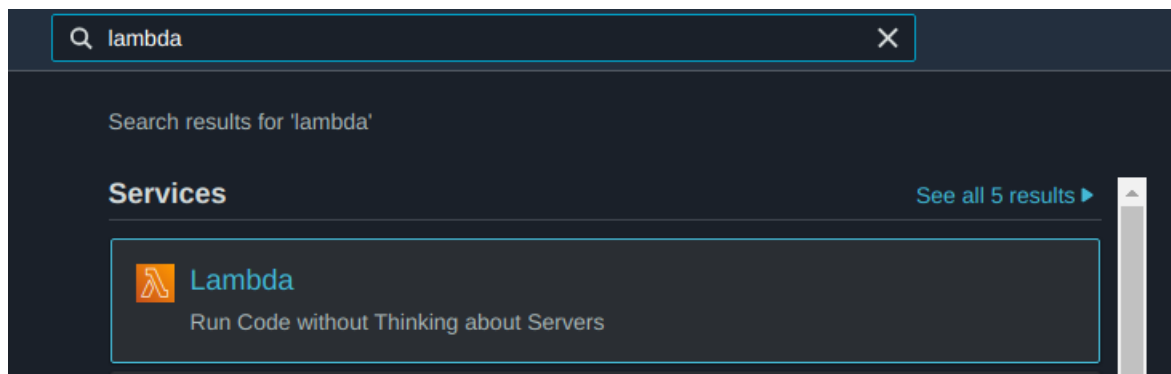 lambda
Search results for 'lambda'
Services
See all 5 results
Lambda
Run Code without Thinking about Servers